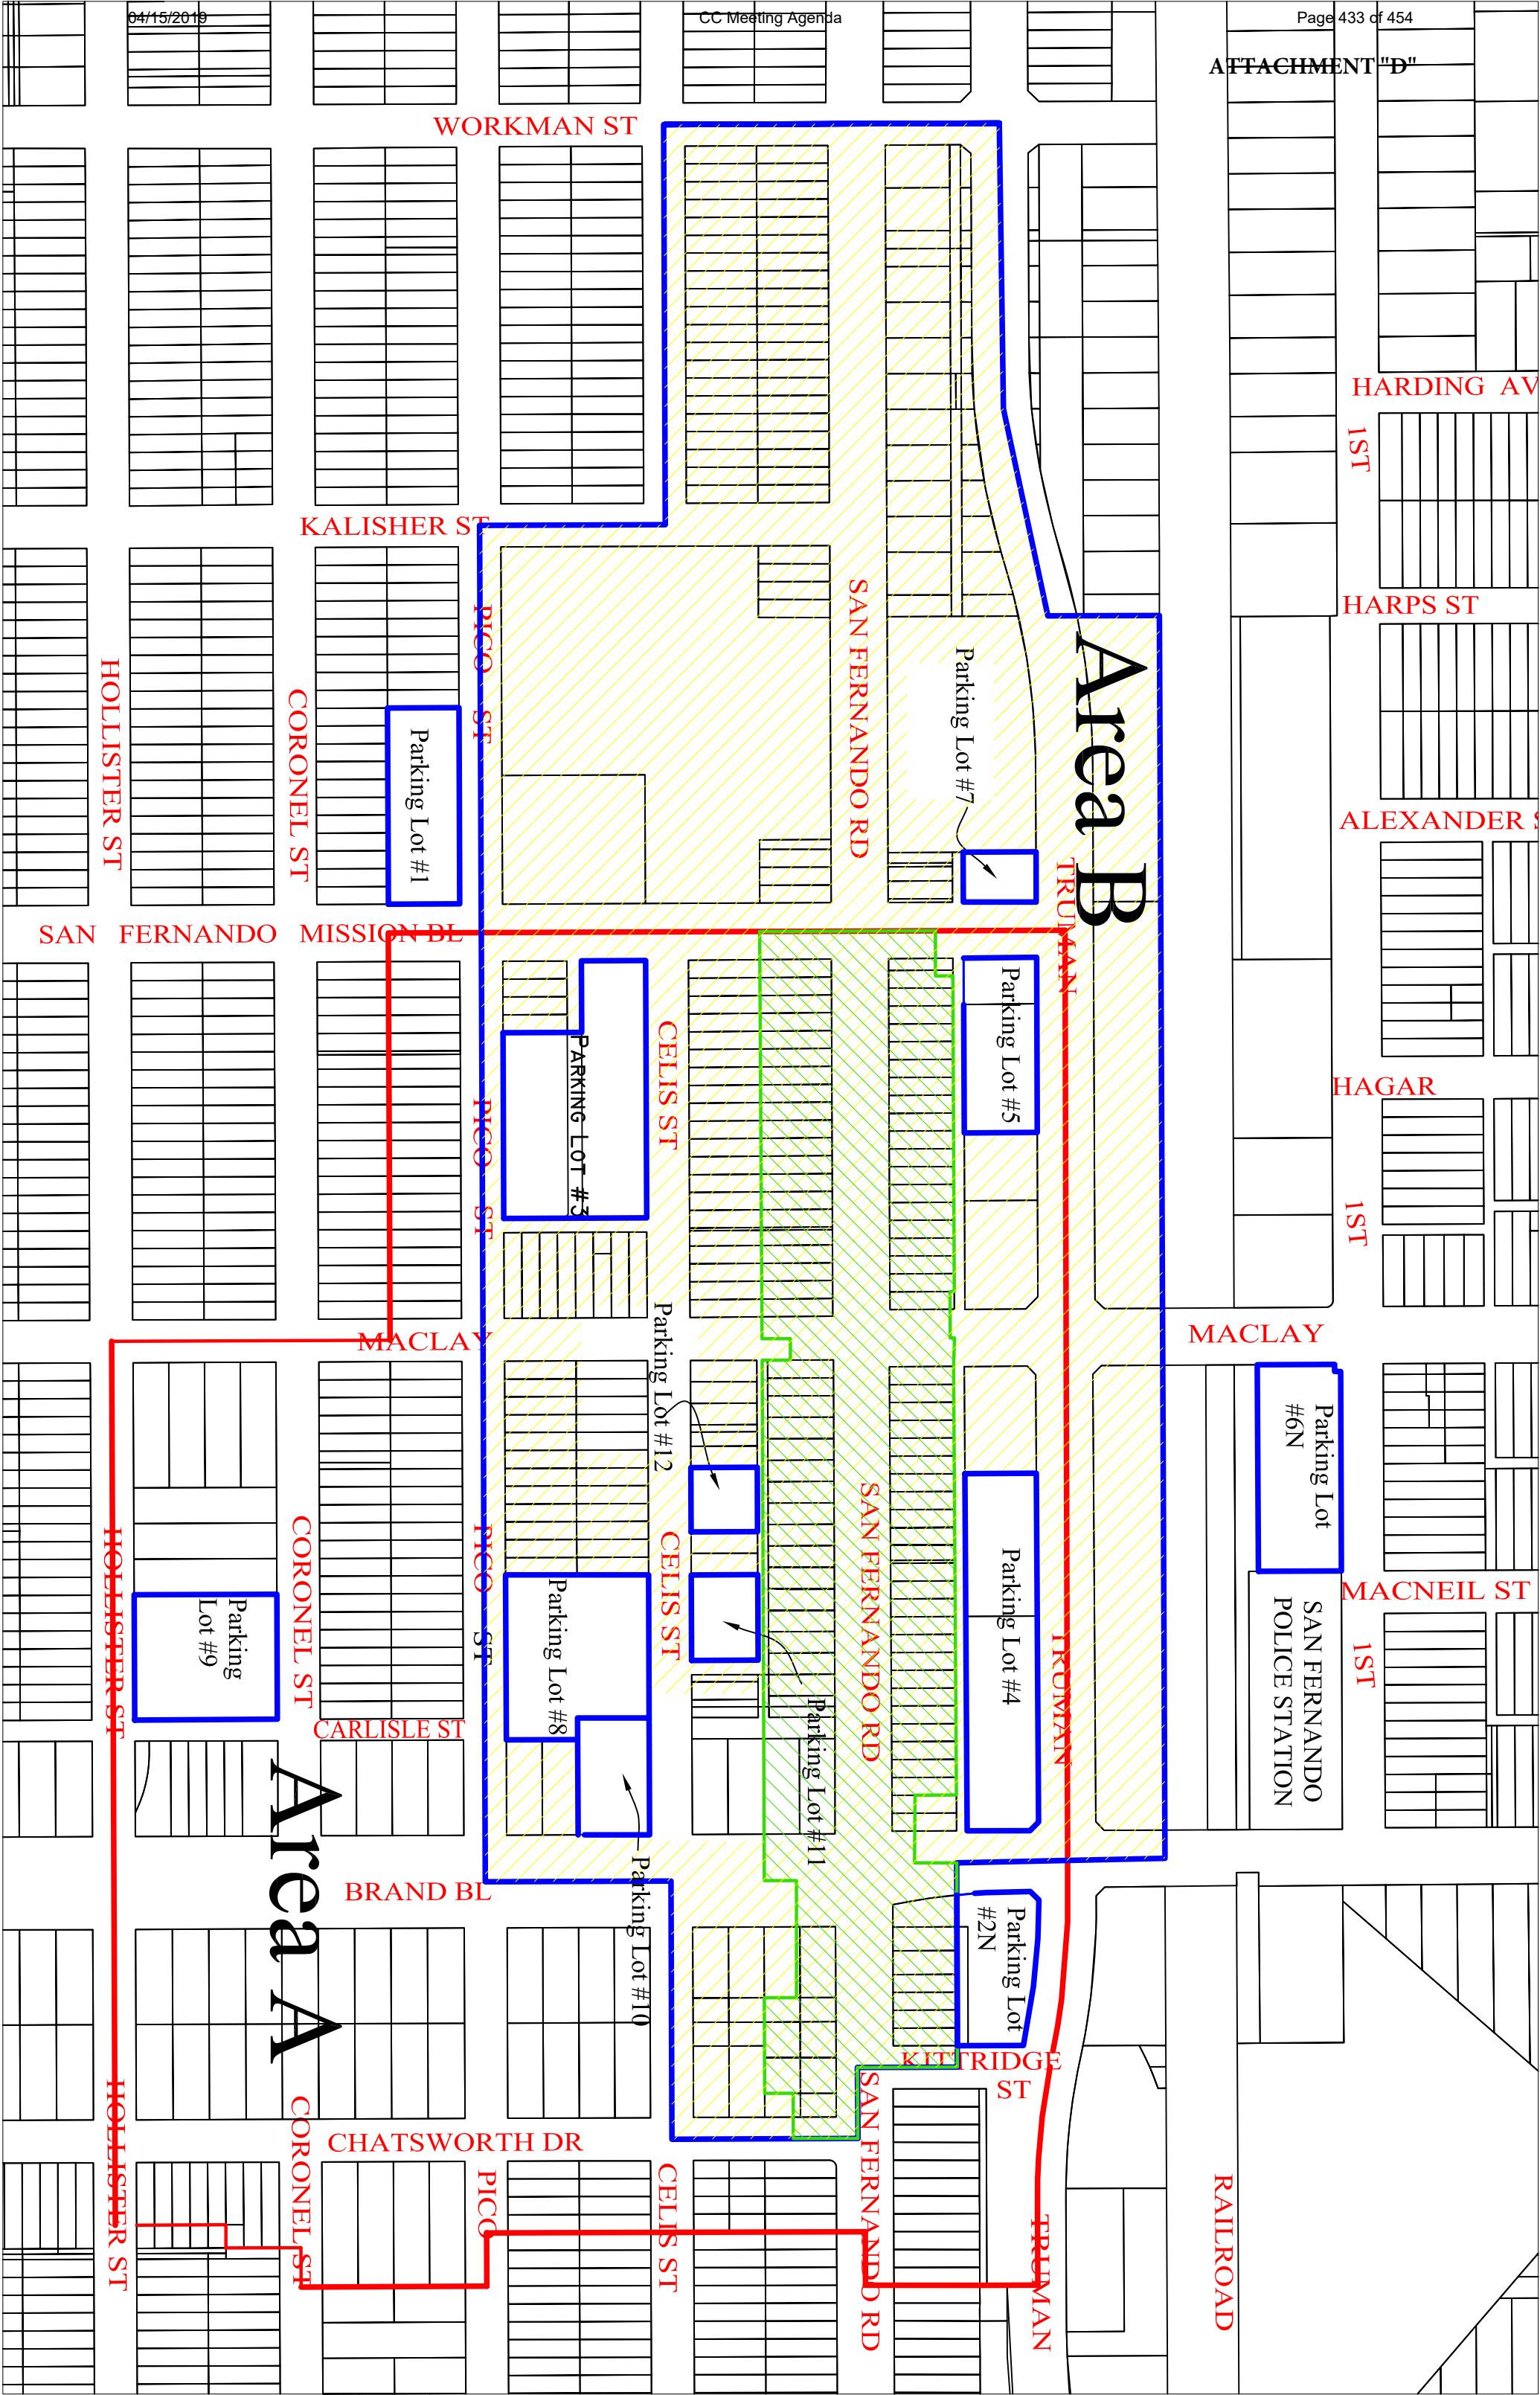 04/15/2019
CC Meeting Agenda
Page 433 of 454
ATTACHMENT "D"
WORKMAN ST
HARDING AV
1ST
KALISHER ST
HARPS ST
PICO ST
SAN FERNANDO RD
HOLLISTER ST
CORONEL ST
Parking Lot #1
Parking Lot #7
Area B
ALEXANDER S
TRUMAN
SAN FERNANDO MISSION BL
Parking Lot #5
PARKING LOT #3
CELIS ST
PICO ST
HAGAR
1ST
MACLAY
MACLAY
Parking Lot #12
Parking Lot
#6N
HOLLISTER ST
CORONEL ST
PICO ST
CELIS ST
SAN FERNANDO RD
Parking Lot #4
TRUMAN
MACNEIL ST
1ST
SAN FERNANDO
POLICE STATION
Parking
Lot #9
Parking Lot #8
Parking Lot #11
CARLISLE ST
Area A
BRAND BL
Parking Lot #10
Parking Lot
#2N
KITTRIDGE
ST
CHATSWORTH DR
HOLLISTER ST
CORONEL ST
PICO
CELIS ST
SAN FERNANDO RD
TRUMAN
RAILROAD